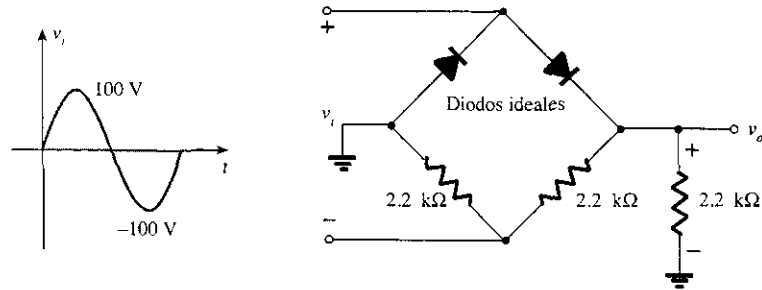 v_i
100 V
t
−100 V
+
v_i
−
Diodos ideales
2.2 kΩ
2.2 kΩ
+
v_o
2.2 kΩ
−